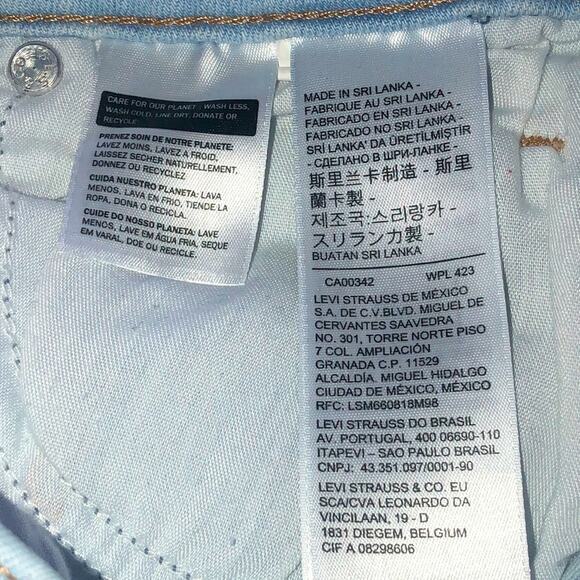 CARE FOR OUR PLANET : WASH LESS,
WASH COLD, LINE DRY, DONATE OR
RECYCLE
PRENEZ SOIN DE NOTRE PLANETE:
LAVEZ MOINS, LAVEZ A FROID,
LAISSEZ SECHER NATURELLEMENT.
DONNEZ OU RECYCLEZ
CUIDA NUESTRO PLANETA: LAVA
MENOS, LAVA EN FRIO, TIENDE LA
ROPA, DONA O RECICLA.
CUIDE DO NOSSO PLANETA: LAVE
MENOS, LAVE EM ÁGUA FRIA, SEQUE
EM VARAL, DOE OU RECICLE.
MADE IN SRI LANKA -
FABRIQUE AU SRI LANKA -
FABRICADO EN SRI LANKA -
FABRICADO NO SRI LANKA -
SRİ LANKA' DA ÜRETİLMİŞTİR
- СДЕЛАНО В ШРИ-ЛАНКЕ -
斯里兰卡制造 - 斯里
蘭卡製 -
제조국:스리랑카 -
スリランカ製 -
BUATAN SRI LANKA
CA00342 WPL 423
LEVI STRAUSS DE MÉXICO
S.A. DE C.V.BLVD. MIGUEL DE
CERVANTES SAAVEDRA
NO. 301, TORRE NORTE PISO
7 COL. AMPLIACIÓN
GRANADA C.P. 11529
ALCALDÍA. MIGUEL HIDALGO
CIUDAD DE MÉXICO, MÉXICO
RFC: LSM660818M98
LEVI STRAUSS DO BRASIL
AV. PORTUGAL, 400 06690-110
ITAPEVI – SAO PAULO BRASIL
CNPJ: 43.351.097/0001-90
LEVI STRAUSS & CO. EU
SCA/CVA LEONARDO DA
VINCILAAN, 19 - D
1831 DIEGEM, BELGIUM
CIF A 08298606